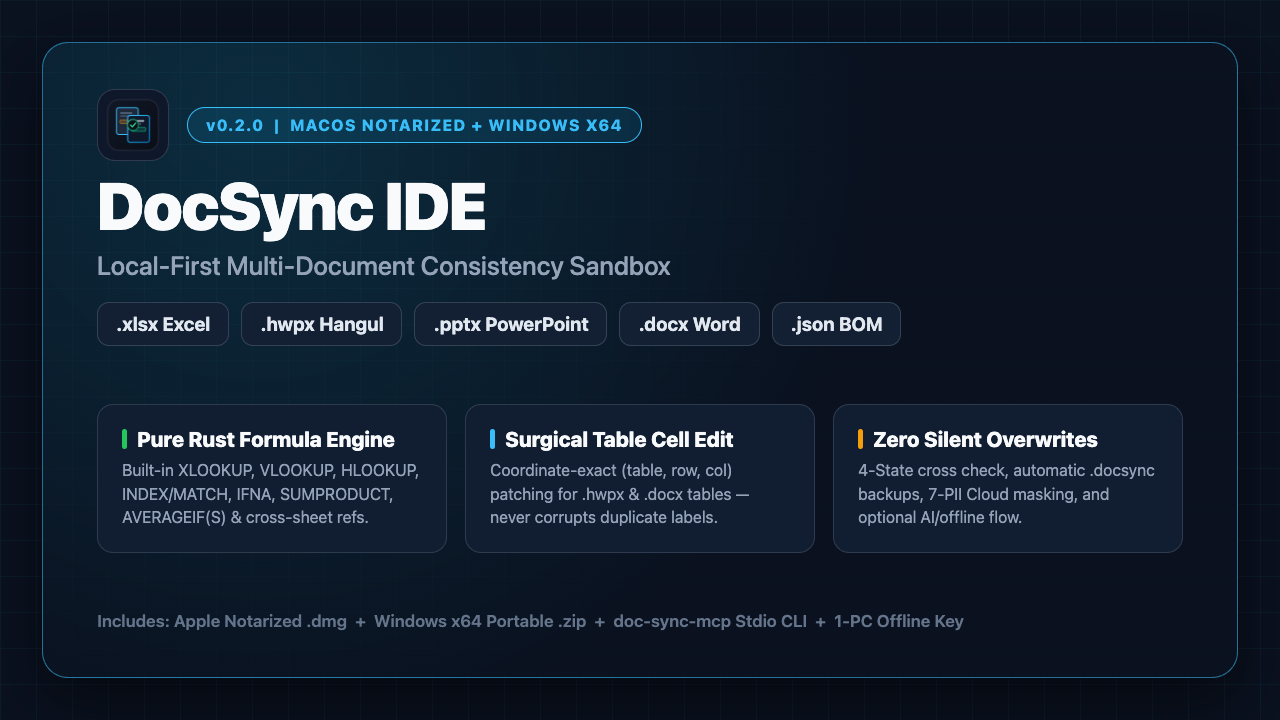 v0.2.0 | MACOS NOTARIZED + WINDOWS X64
DocSync IDE
Local-First Multi-Document Consistency Sandbox
.xlsx Excel
.hwpx Hangul
.pptx PowerPoint
.docx Word
.json BOM
Pure Rust Formula Engine
Built-in XLOOKUP, VLOOKUP, HLOOKUP,
INDEX/MATCH, IFNA, SUMPRODUCT,
AVERAGEIF(S) & cross-sheet refs.
Surgical Table Cell Edit
Coordinate-exact (table, row, col)
patching for .hwpx & .docx tables —
never corrupts duplicate labels.
Zero Silent Overwrites
4-State cross check, automatic .docsync
backups, 7-PII Cloud masking, and
optional AI/offline flow.
Includes: Apple Notarized .dmg + Windows x64 Portable .zip + doc-sync-mcp Stdio CLI + 1-PC Offline Key